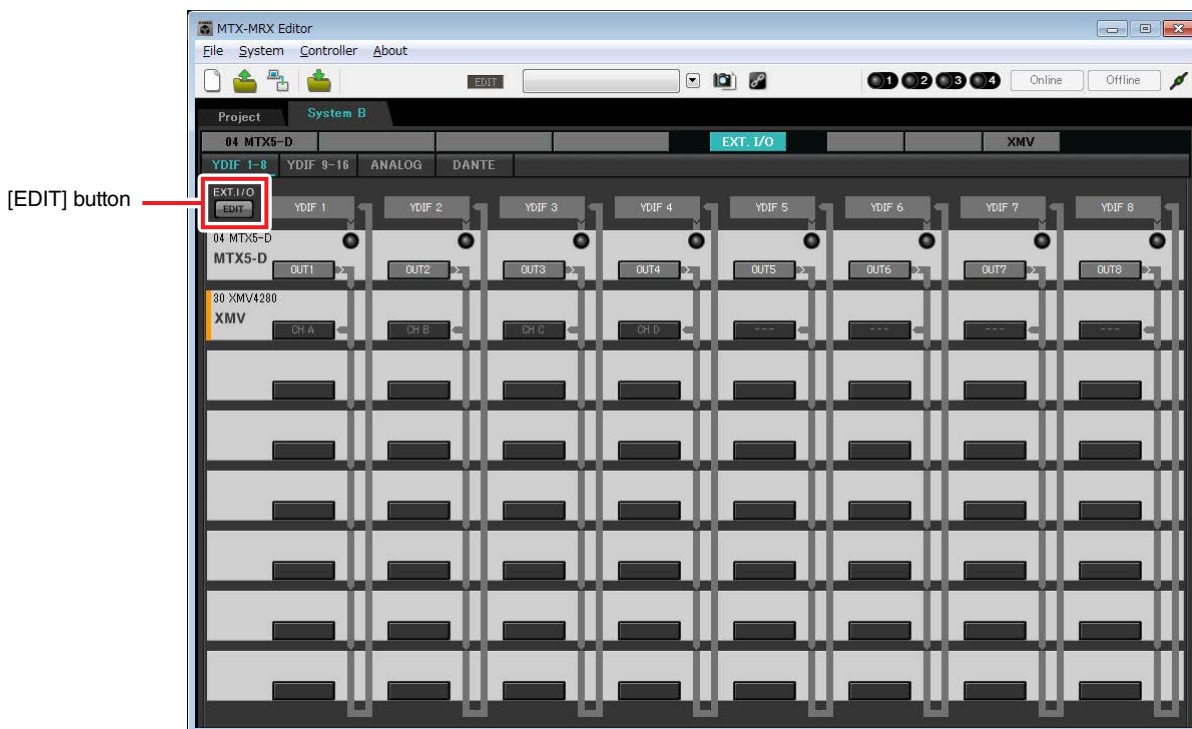 MTX-MRX Editor
File System Controller About
EDIT 1 2 3 4 Online Offline
Project System B
04 MTX5-D EXT. I/O XMV
YDIF 1-8 YDIF 9-16 ANALOG DANTE
[EDIT] button
EXT.I/O
EDIT YDIF 1 YDIF 2 YDIF 3 YDIF 4 YDIF 5 YDIF 6 YDIF 7 YDIF 8
04 MTX5-D
MTX5-D
OUT1 OUT2 OUT3 OUT4 OUT5 OUT6 OUT7 OUT8
30 XMV4280
XMV
CH A CH B CH C CH D --- --- --- ---